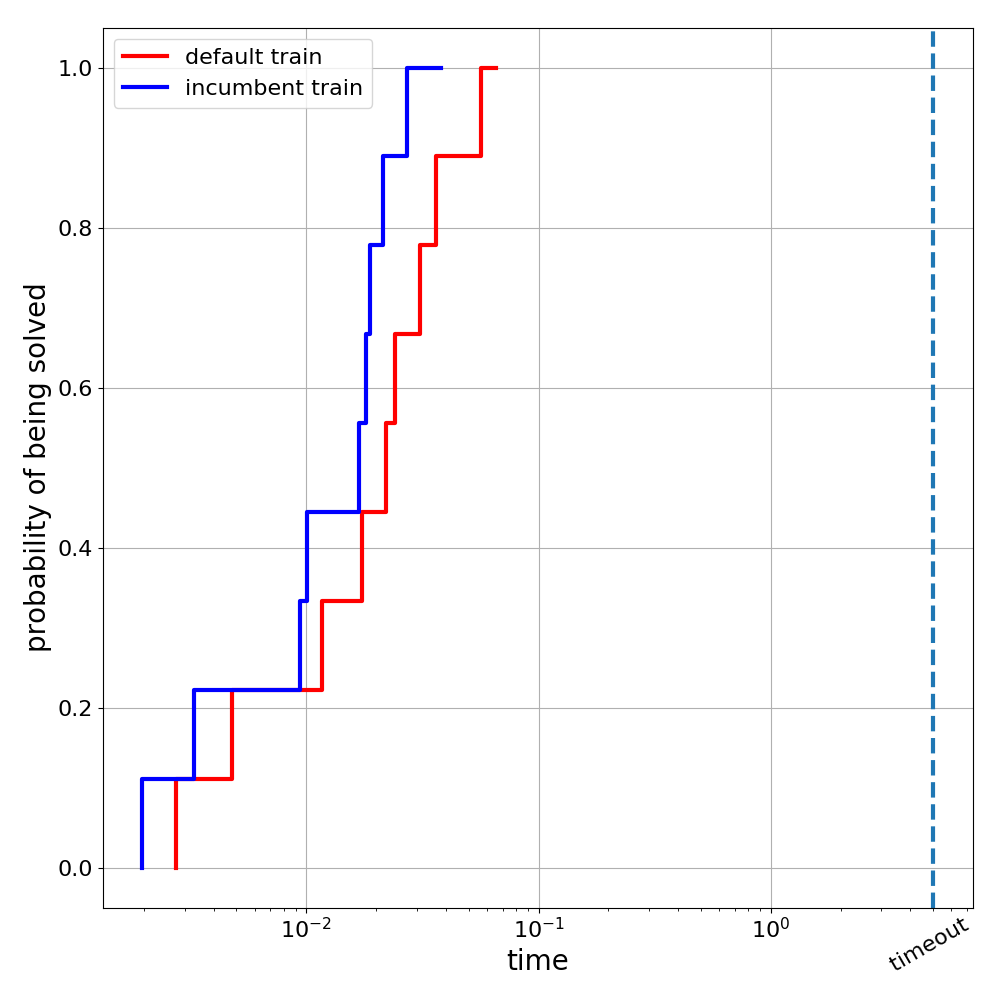 default train
incumbent train
1.0
0.8
0.6
0.4
0.2
0.0
probability of being solved
10⁻²
10⁻¹
10⁰
timeout
time